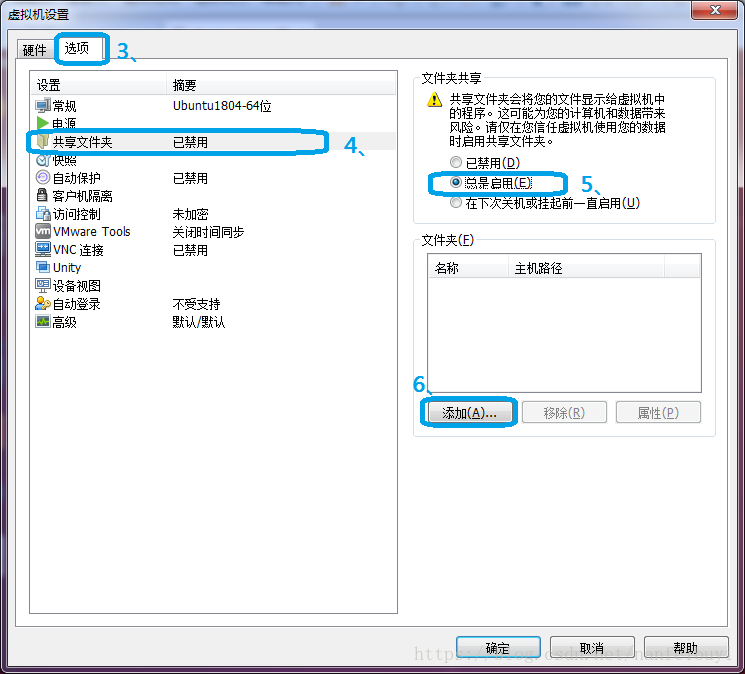 虚拟机设置
硬件 选项 3、
设置 摘要
常规 Ubuntu1804-64位
电源
共享文件夹 已禁用 4、
快照
自动保护 已禁用
客户机隔离
访问控制 未加密
VMware Tools 关闭时间同步
VNC 连接 已禁用
Unity
设备视图
自动登录 不受支持
高级 默认/默认
文件夹共享
共享文件夹会将您的文件显示给虚拟机中
的程序。这可能为您的计算机和数据带来
风险。请仅在您信任虚拟机使用您的数据
时启用共享文件夹。
已禁用(D)
总是启用(E) 5、
在下次关机或挂起前一直启用(U)
文件夹(F)
名称 主机路径
6、
添加(A)... 移除(R) 属性(P)
确定 取消 帮助